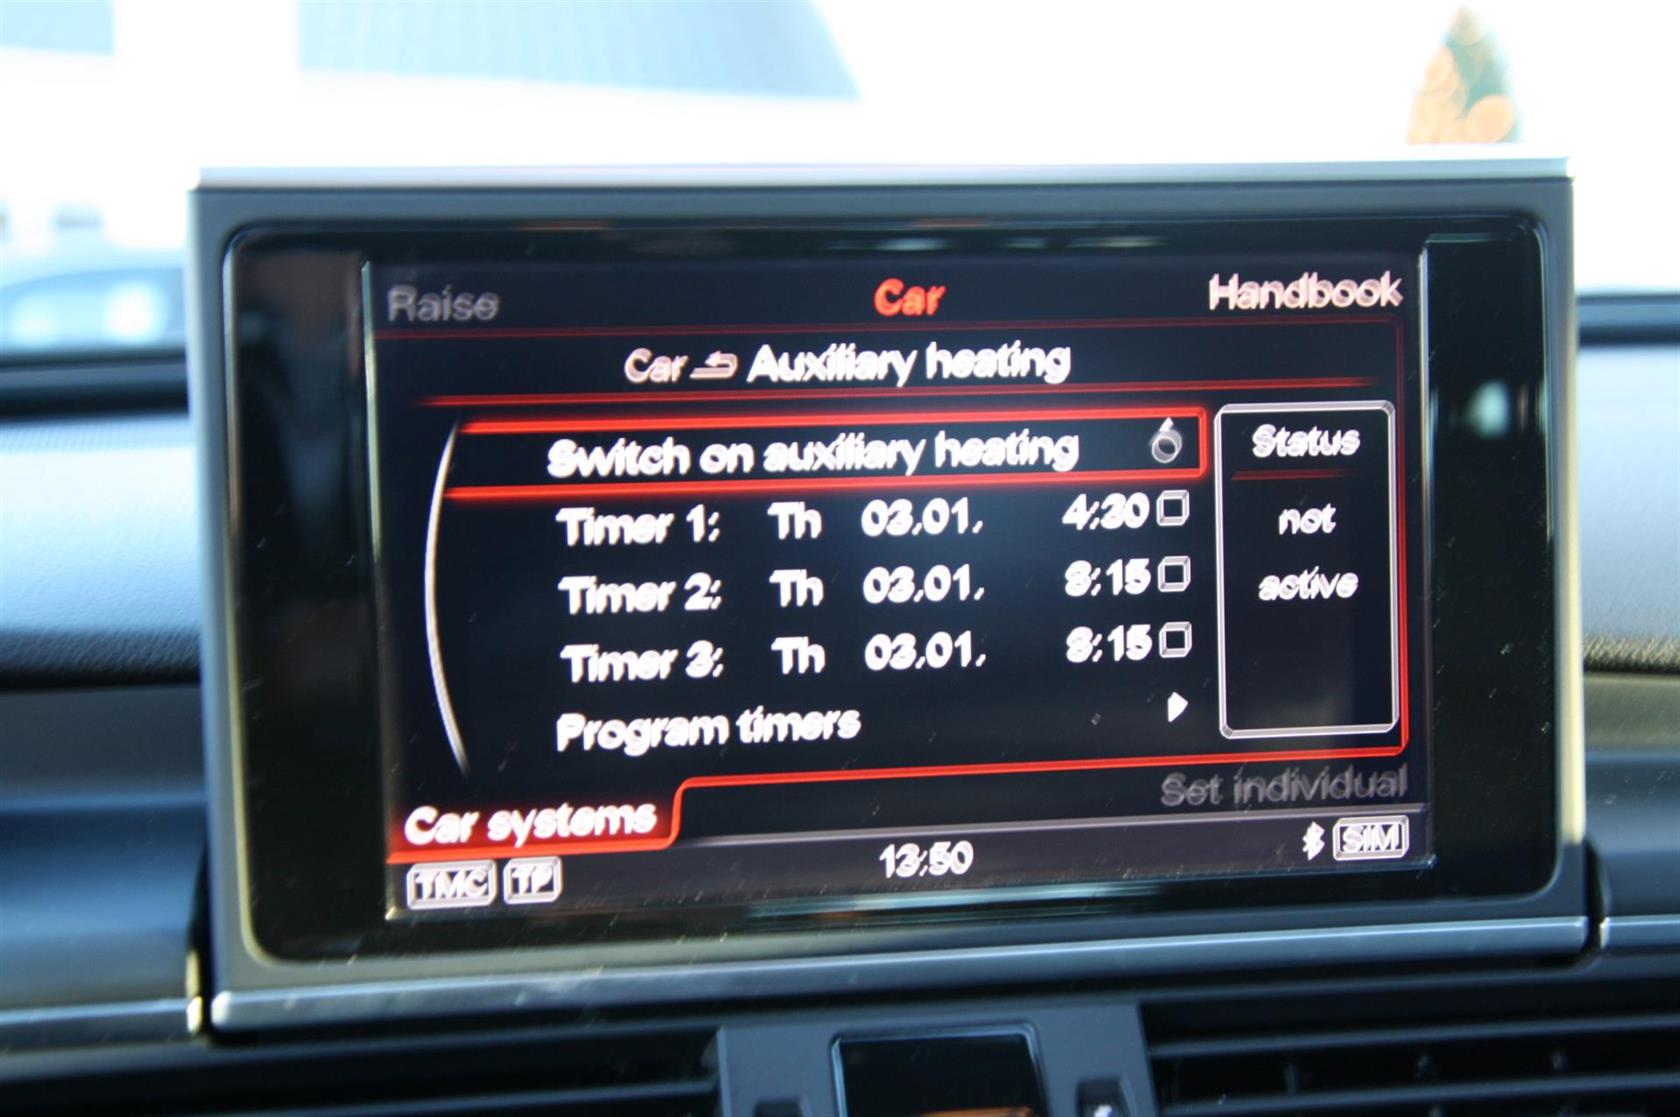 Raise Car Handbook
Car Auxiliary heating
Switch on auxiliary heating
Status
not
active
Timer 1: Th 03.01. 4:30
Timer 2: Th 03.01. 8:15
Timer 3: Th 03.01. 8:15
Program timers
Set individual
Car systems
TMC TP 13:50 SIM